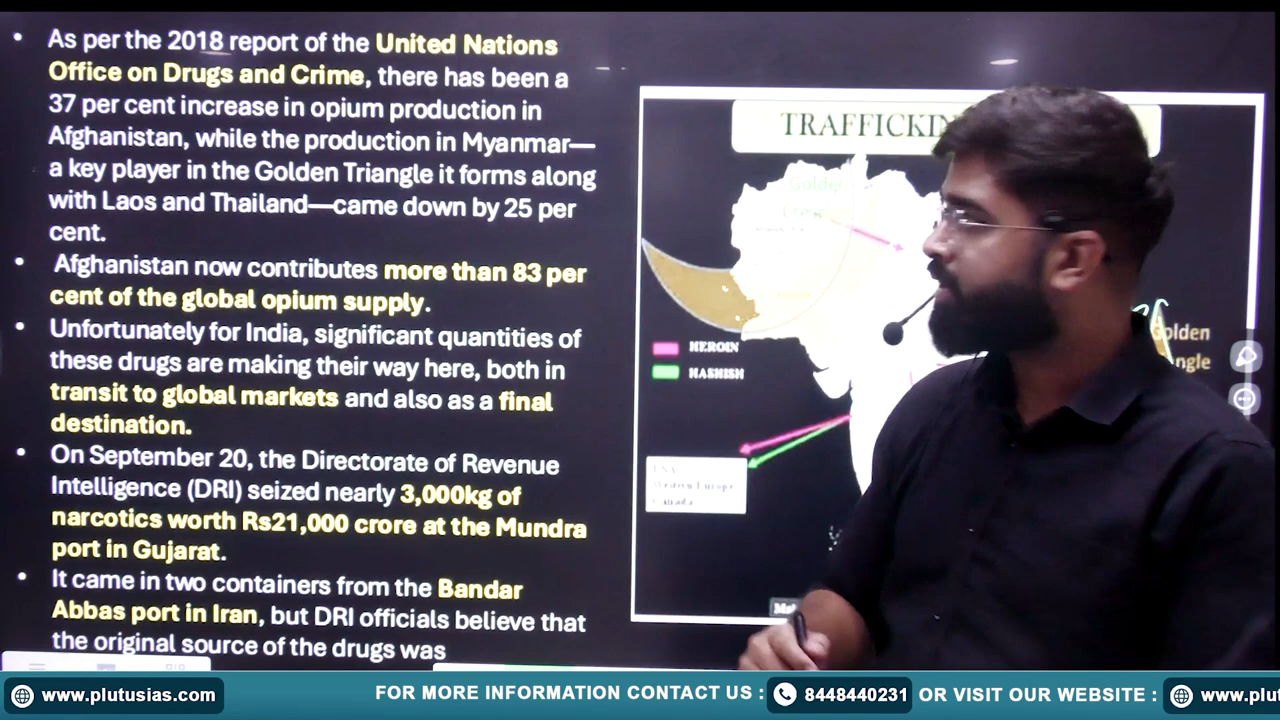 • As per the 2018 report of the United Nations
Office on Drugs and Crime, there has been a
37 per cent increase in opium production in
Afghanistan, while the production in Myanmar—
a key player in the Golden Triangle it forms along
with Laos and Thailand—came down by 25 per
cent.
• Afghanistan now contributes more than 83 per
cent of the global opium supply.
• Unfortunately for India, significant quantities of
these drugs are making their way here, both in
transit to global markets and also as a final
destination.
• On September 20, the Directorate of Revenue
Intelligence (DRI) seized nearly 3,000kg of
narcotics worth Rs21,000 crore at the Mundra
port in Gujarat.
• It came in two containers from the Bandar
Abbas port in Iran, but DRI officials believe that
the original source of the drugs was
TRAFFICKIN
Golden
HEROIN
HASHISH
Western Europe
Canada
olden
ngle
www.plutusias.com
FOR MORE INFORMATION CONTACT US :
8448440231
OR VISIT OUR WEBSITE :
www.plut